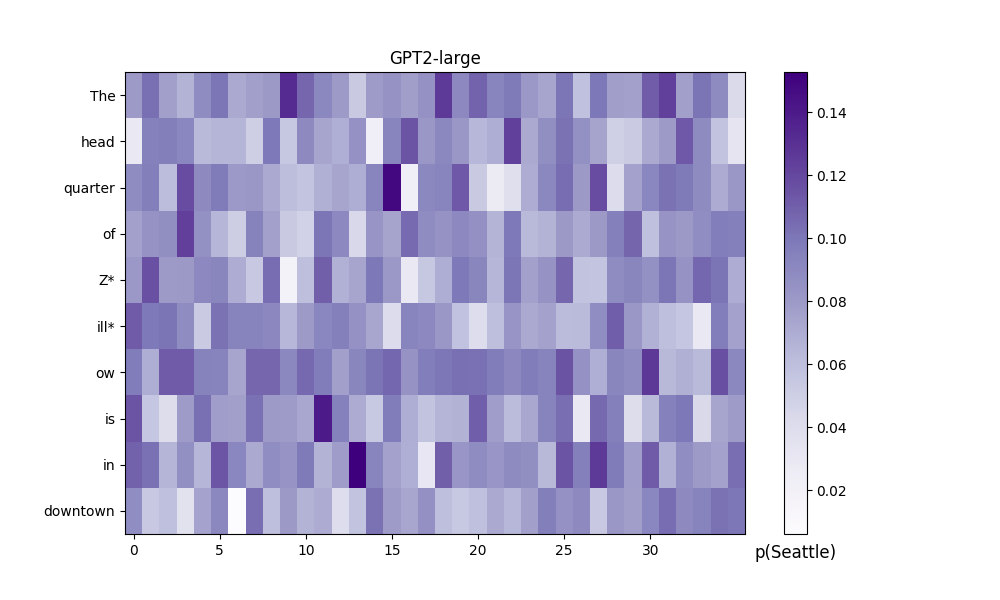 GPT2-large
The
head
quarter
of
Z*
ill*
ow
is
in
downtown
0 5 10 15 20 25 30
0.14
0.12
0.10
0.08
0.06
0.04
0.02
p(Seattle)